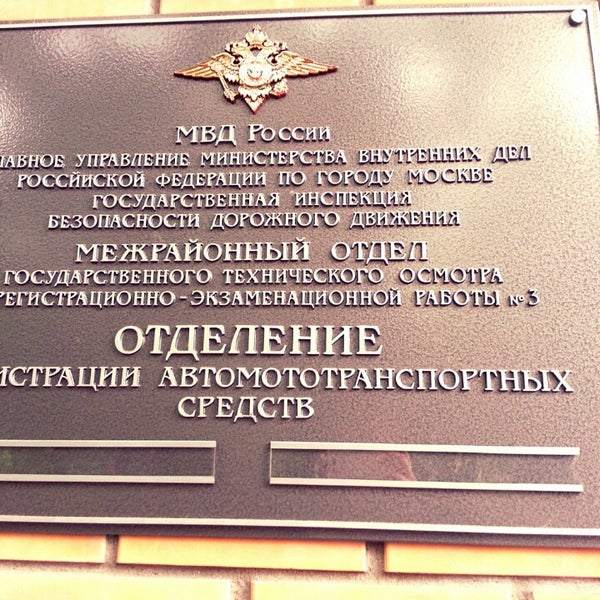 МВД России
ЛАВНОЕ УПРАВЛЕНИЕ МИНИСТЕРСТВА ВНУТРЕННИХ ДЕЛ
РОССИЙСКОЙ ФЕДЕРАЦИИ ПО ГОРОДУ МОСКВЕ
ГОСУДАРСТВЕННАЯ ИНСПЕКЦИЯ
БЕЗОПАСНОСТИ ДОРОЖНОГО ДВИЖЕНИЯ
МЕЖРАЙОННЫЙ ОТДЕЛ
ГОСУДАРСТВЕННОГО ТЕХНИЧЕСКОГО ОСМОТРА
РЕГИСТРАЦИОННО-ЭКЗАМЕНАЦИОННОЙ РАБОТЫ №3
ОТДЕЛЕНИЕ
ИСТРАЦИИ АВТОМОТОТРАНСПОРТНЫХ
СРЕДСТВ